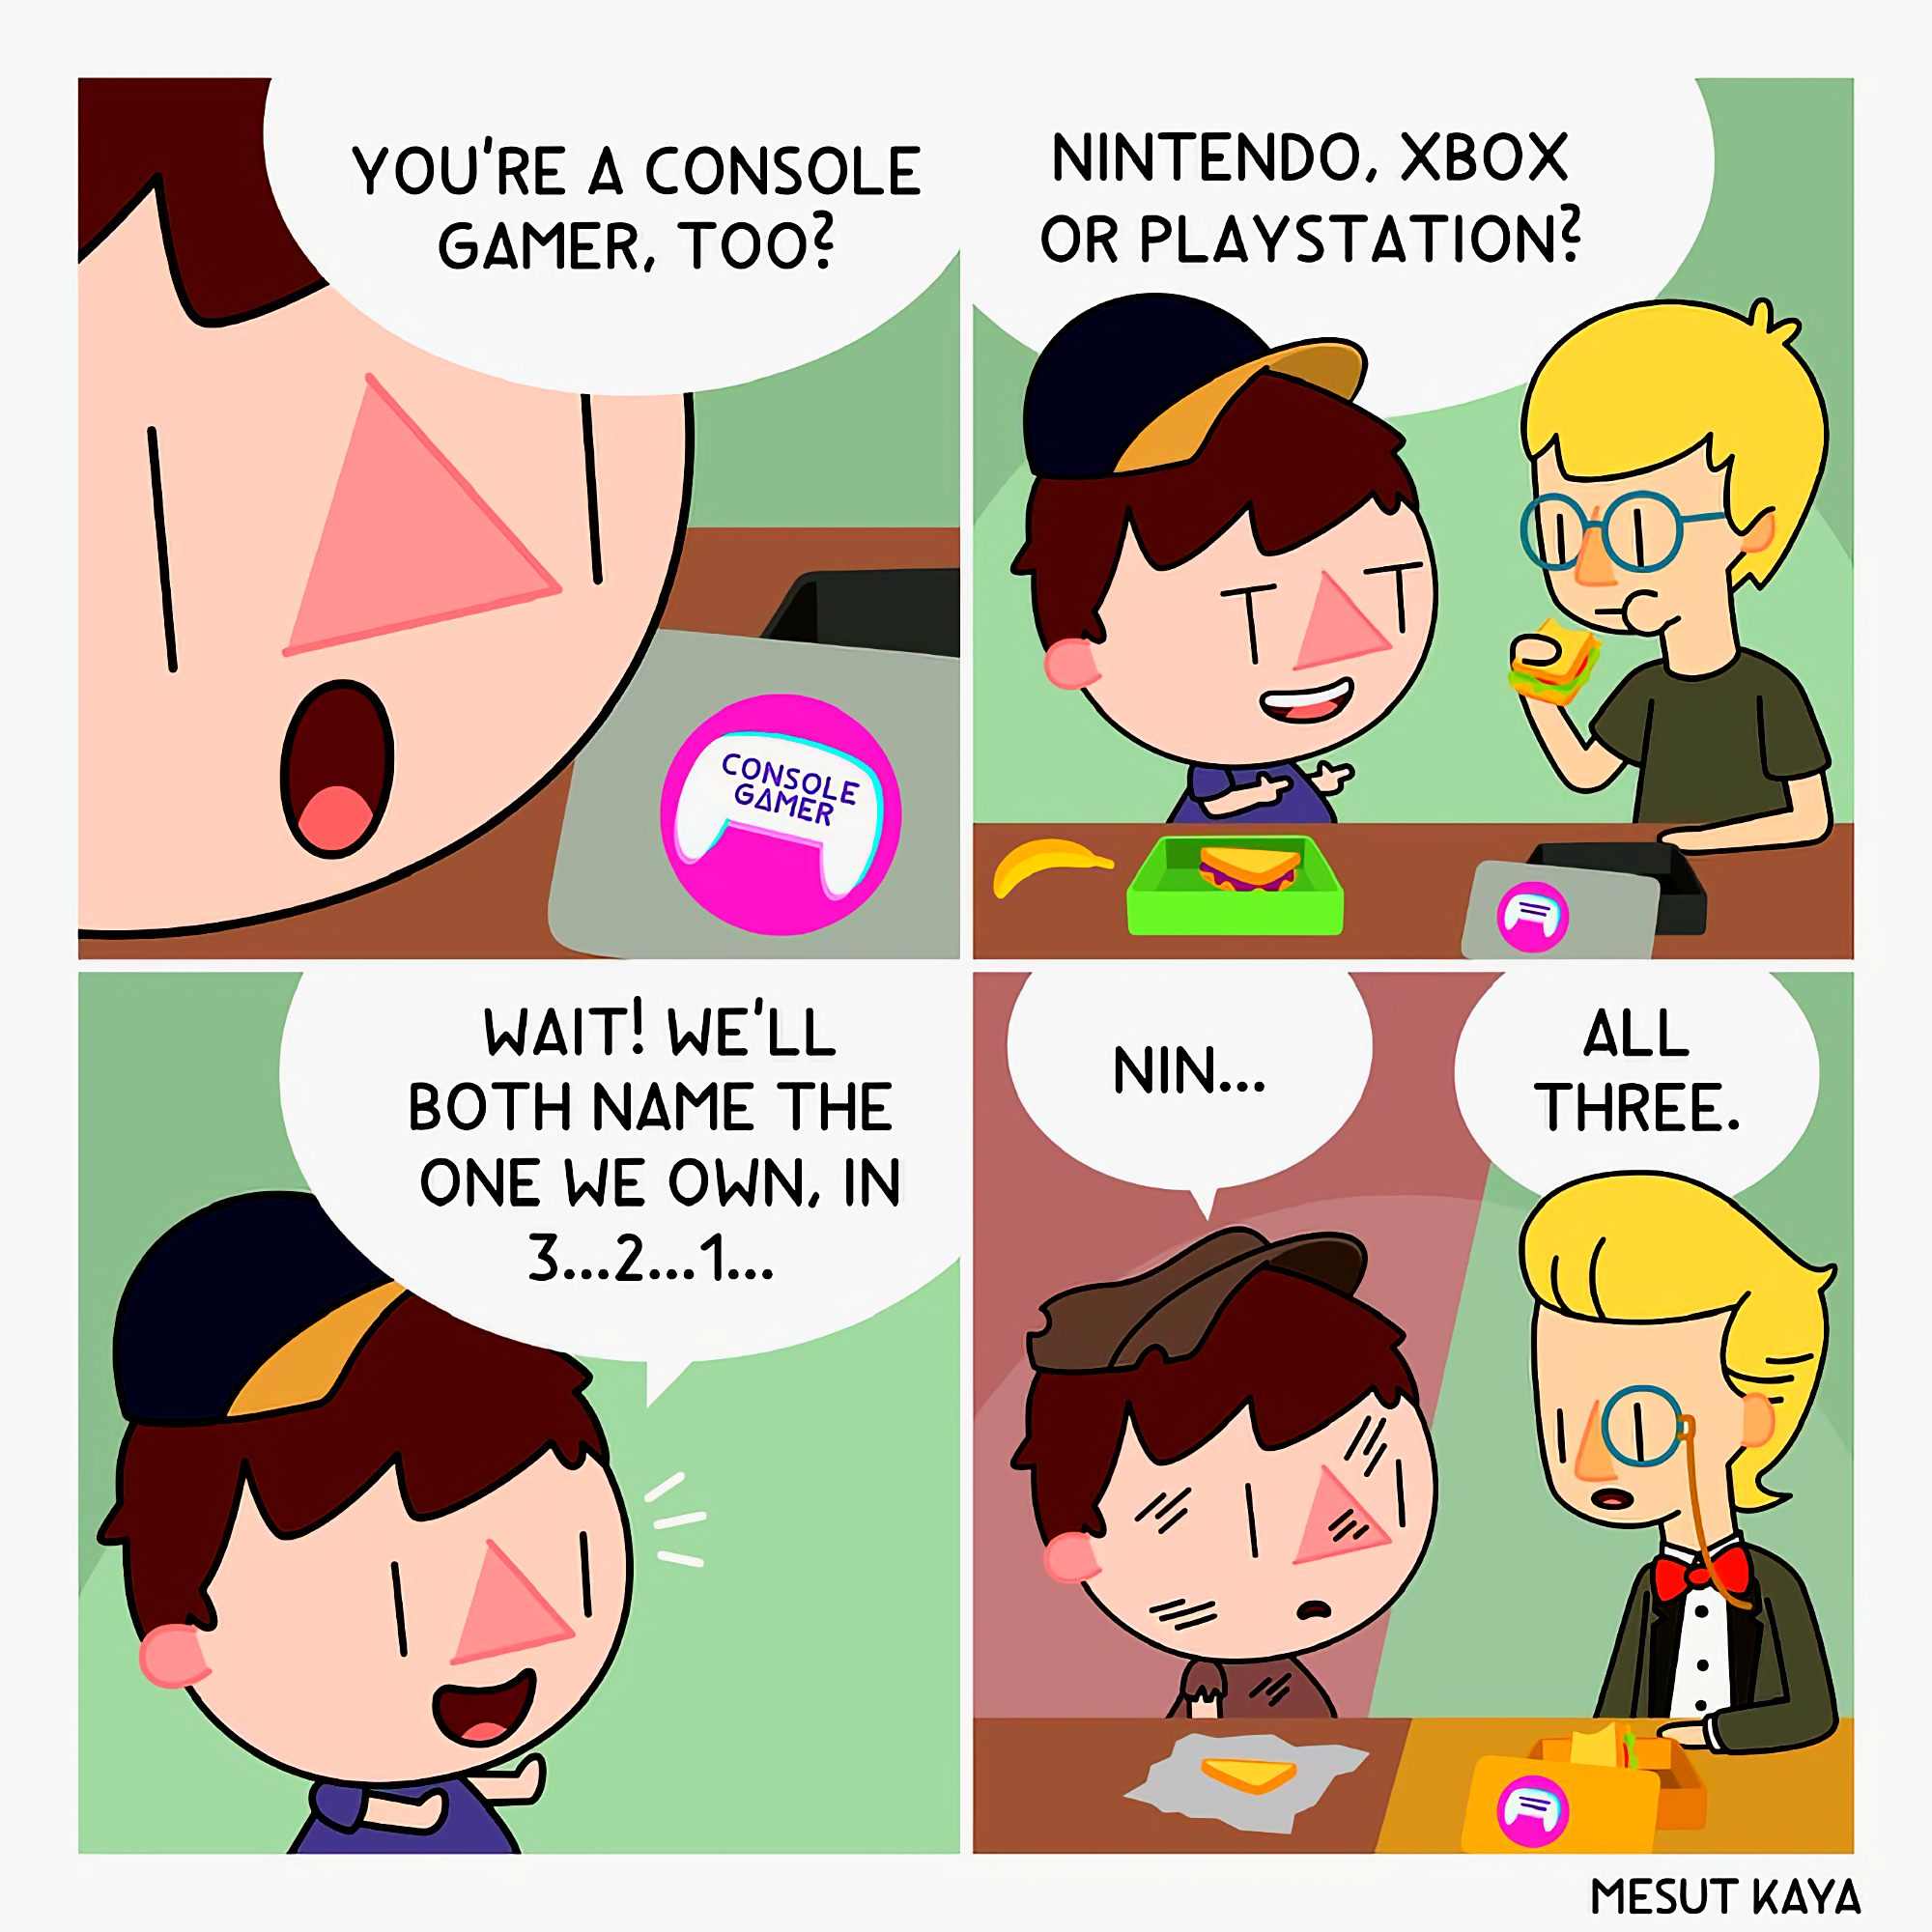 YOU'RE A CONSOLE
GAMER, TOO?
CONSOLE
GAMER
NINTENDO, XBOX
OR PLAYSTATION?
WAIT! WE'LL
BOTH NAME THE
ONE WE OWN, IN
3...2...1...
NIN...
ALL
THREE.
MESUT KAYA